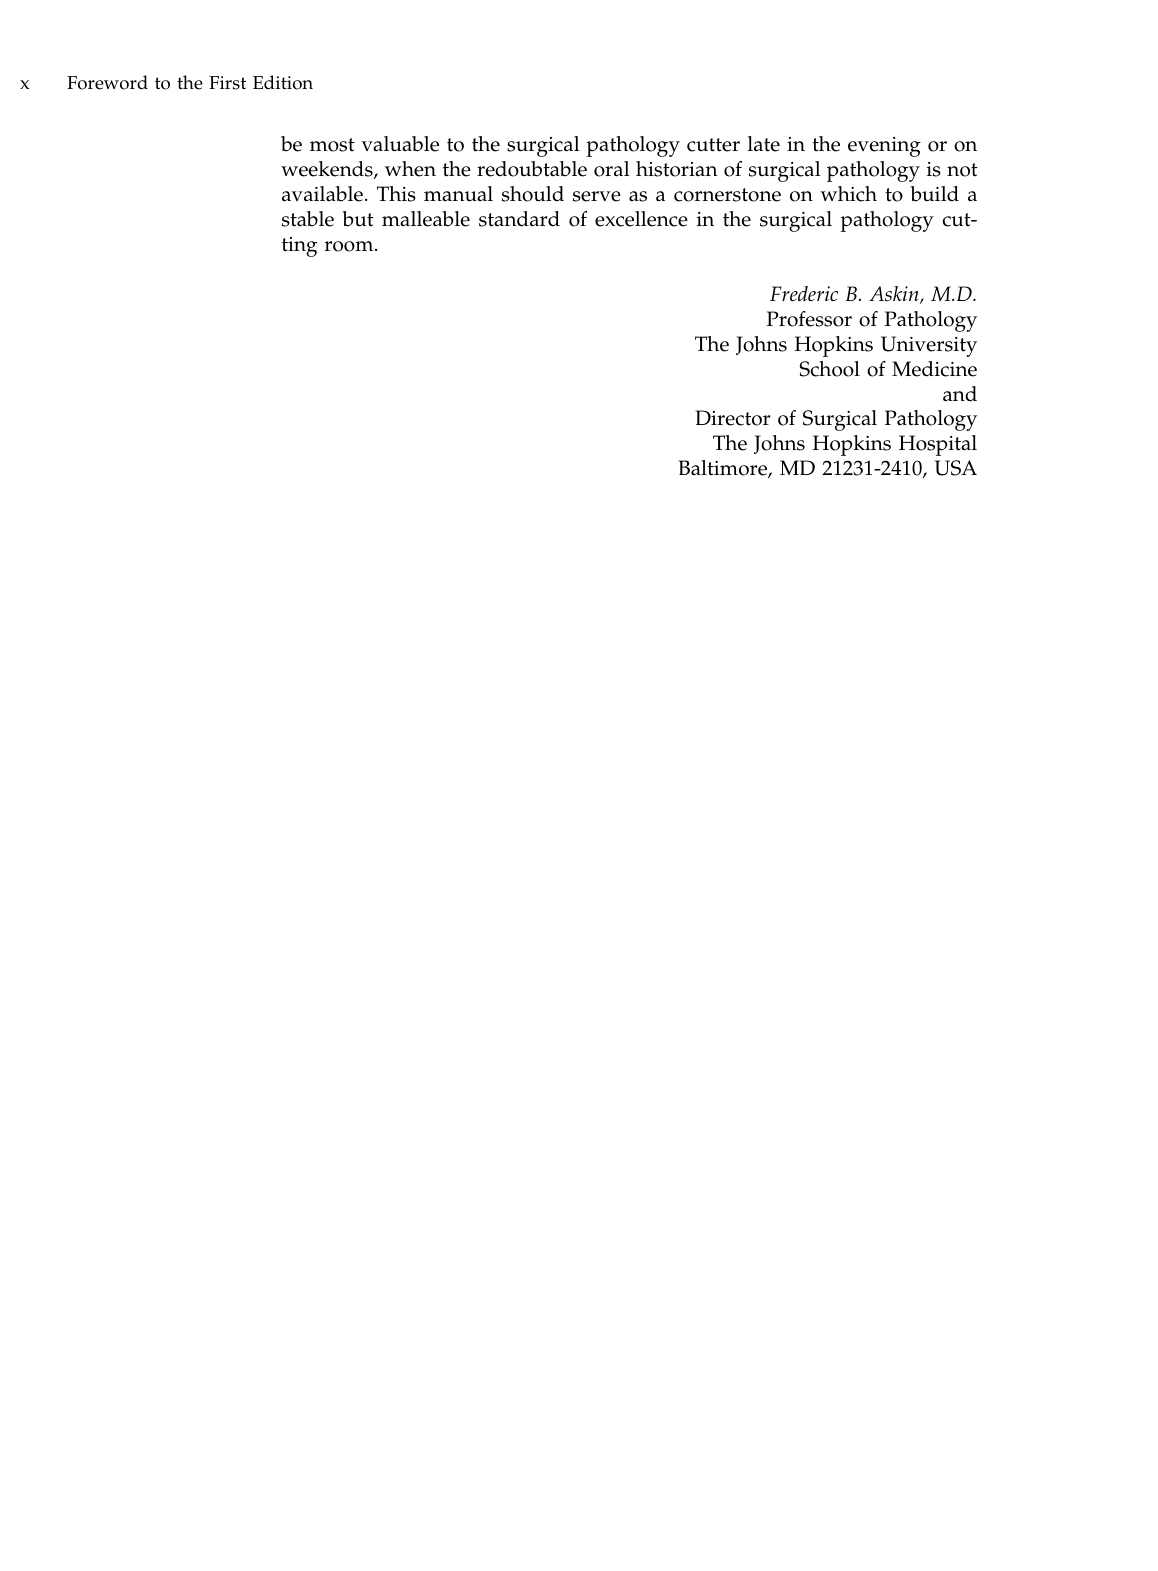 x Foreword to the First Edition
be most valuable to the surgical pathology cutter late in the evening or on
weekends, when the redoubtable oral historian of surgical pathology is not
available. This manual should serve as a cornerstone on which to build a
stable but malleable standard of excellence in the surgical pathology cut-
ting room.
Frederic B. Askin, M.D.
Professor of Pathology
The Johns Hopkins University
School of Medicine
and
Director of Surgical Pathology
The Johns Hopkins Hospital
Baltimore, MD 21231-2410, USA